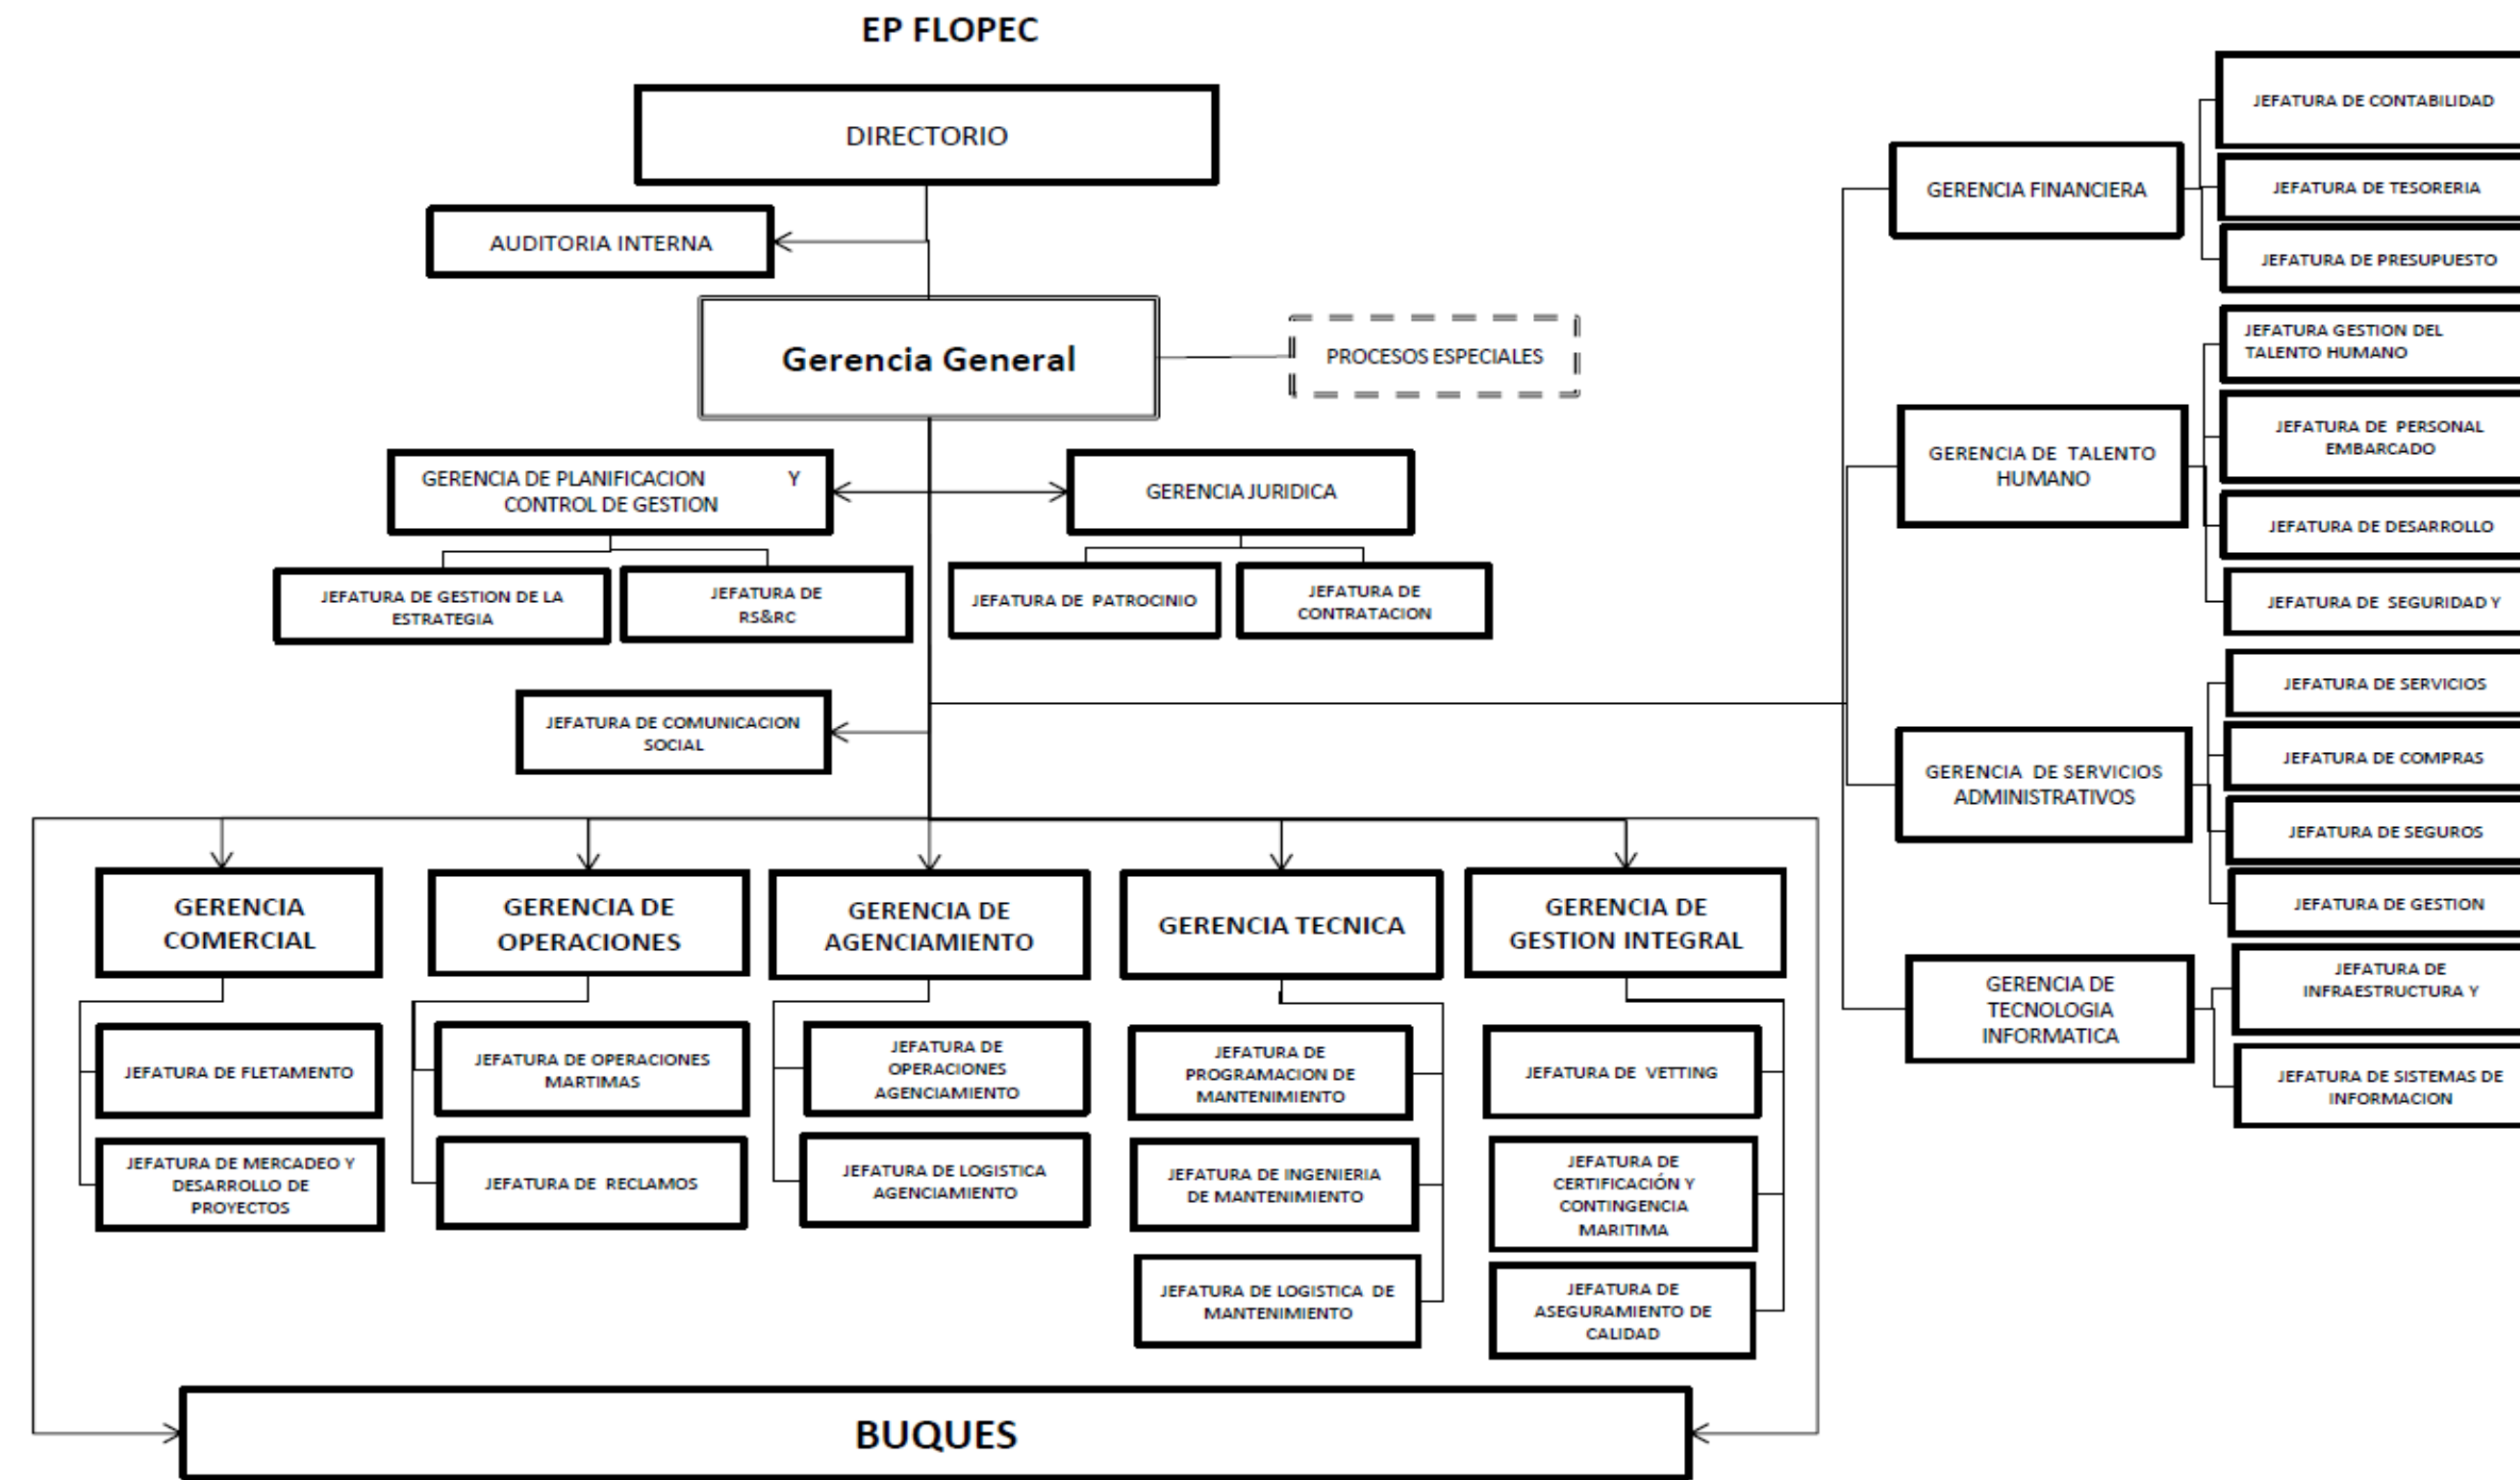 EP FLOPEC
DIRECTORIO
AUDITORIA INTERNA
Gerencia General
PROCESOS ESPECIALES
GERENCIA DE PLANIFICACION Y
CONTROL DE GESTION
GERENCIA JURIDICA
JEFATURA DE GESTION DE LA
ESTRATEGIA
JEFATURA DE
RS&RC
JEFATURA DE PATROCINIO
JEFATURA DE
CONTRATACION
JEFATURA DE COMUNICACION
SOCIAL
GERENCIA
COMERCIAL
JEFATURA DE FLETAMENTO
JEFATURA DE MERCADEO Y
DESARROLLO DE
PROYECTOS
GERENCIA DE
OPERACIONES
JEFATURA DE OPERACIONES
MARTIMAS
JEFATURA DE RECLAMOS
GERENCIA DE
AGENCIAMIENTO
JEFATURA DE
OPERACIONES
AGENCIAMIENTO
JEFATURA DE LOGISTICA
AGENCIAMIENTO
GERENCIA TECNICA
JEFATURA DE
PROGRAMACION DE
MANTENIMIENTO
JEFATURA DE INGENIERIA
DE MANTENIMIENTO
JEFATURA DE LOGISTICA DE
MANTENIMIENTO
GERENCIA DE
GESTION INTEGRAL
JEFATURA DE VETTING
JEFATURA DE
CERTIFICACIÓN Y
CONTINGENCIA
MARITIMA
JEFATURA DE
ASEGURAMIENTO DE
CALIDAD
BUQUES
GERENCIA FINANCIERA
JEFATURA DE CONTABILIDAD
JEFATURA DE TESORERIA
JEFATURA DE PRESUPUESTO
GERENCIA DE TALENTO
HUMANO
JEFATURA GESTION DEL
TALENTO HUMANO
JEFATURA DE PERSONAL
EMBARCADO
JEFATURA DE DESARROLLO
JEFATURA DE SEGURIDAD Y
GERENCIA DE SERVICIOS
ADMINISTRATIVOS
JEFATURA DE SERVICIOS
JEFATURA DE COMPRAS
JEFATURA DE SEGUROS
JEFATURA DE GESTION
GERENCIA DE
TECNOLOGIA
INFORMATICA
JEFATURA DE
INFRAESTRUCTURA Y
JEFATURA DE SISTEMAS DE
INFORMACION